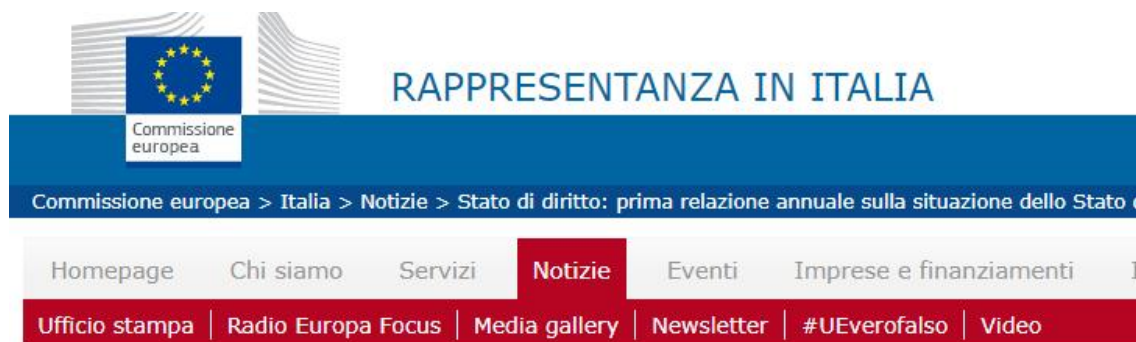 RAPPRESENTANZA IN ITALIA
Commissione
europea
Commissione europea > Italia > Notizie > Stato di diritto: prima relazione annuale sulla situazione dello Stato
Homepage Chi siamo Servizi Notizie Eventi Imprese e finanziamenti
Ufficio stampa | Radio Europa Focus | Media gallery | Newsletter | #UEverofalso | Video